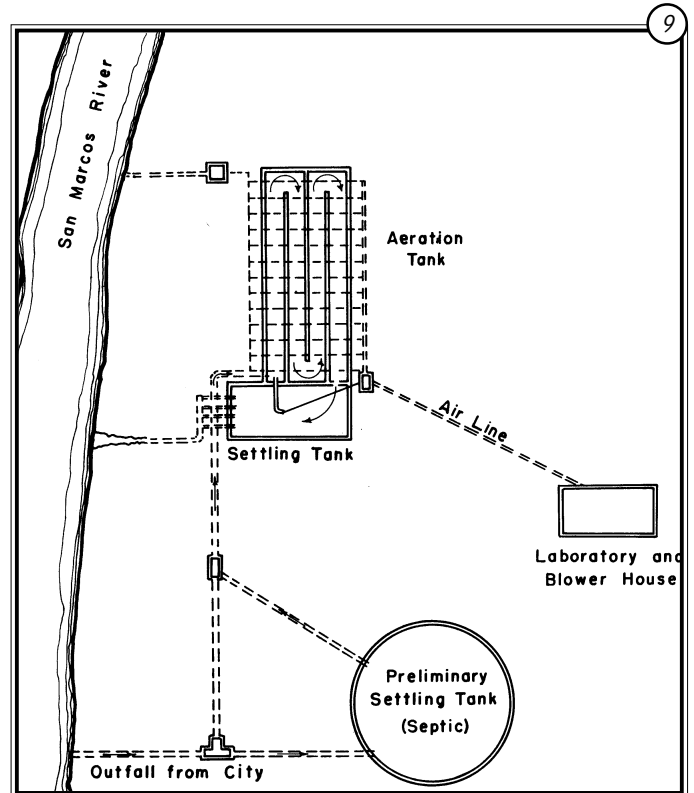 9
San Marcos River
Aeration
Tank
Air Line
Settling Tank
Laboratory and
Blower House
Preliminary
Settling Tank
(Septic)
Outfall from City